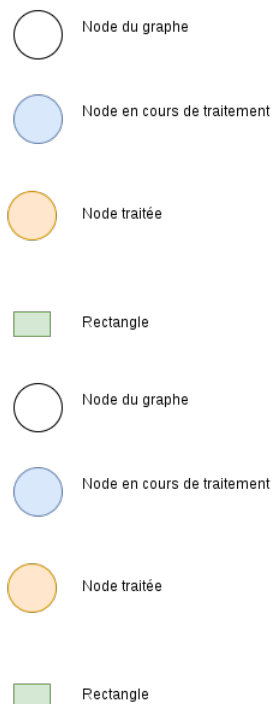 Node du graphe
Node en cours de traitement
Node traitée
Rectangle
Node du graphe
Node en cours de traitement
Node traitée
Rectangle